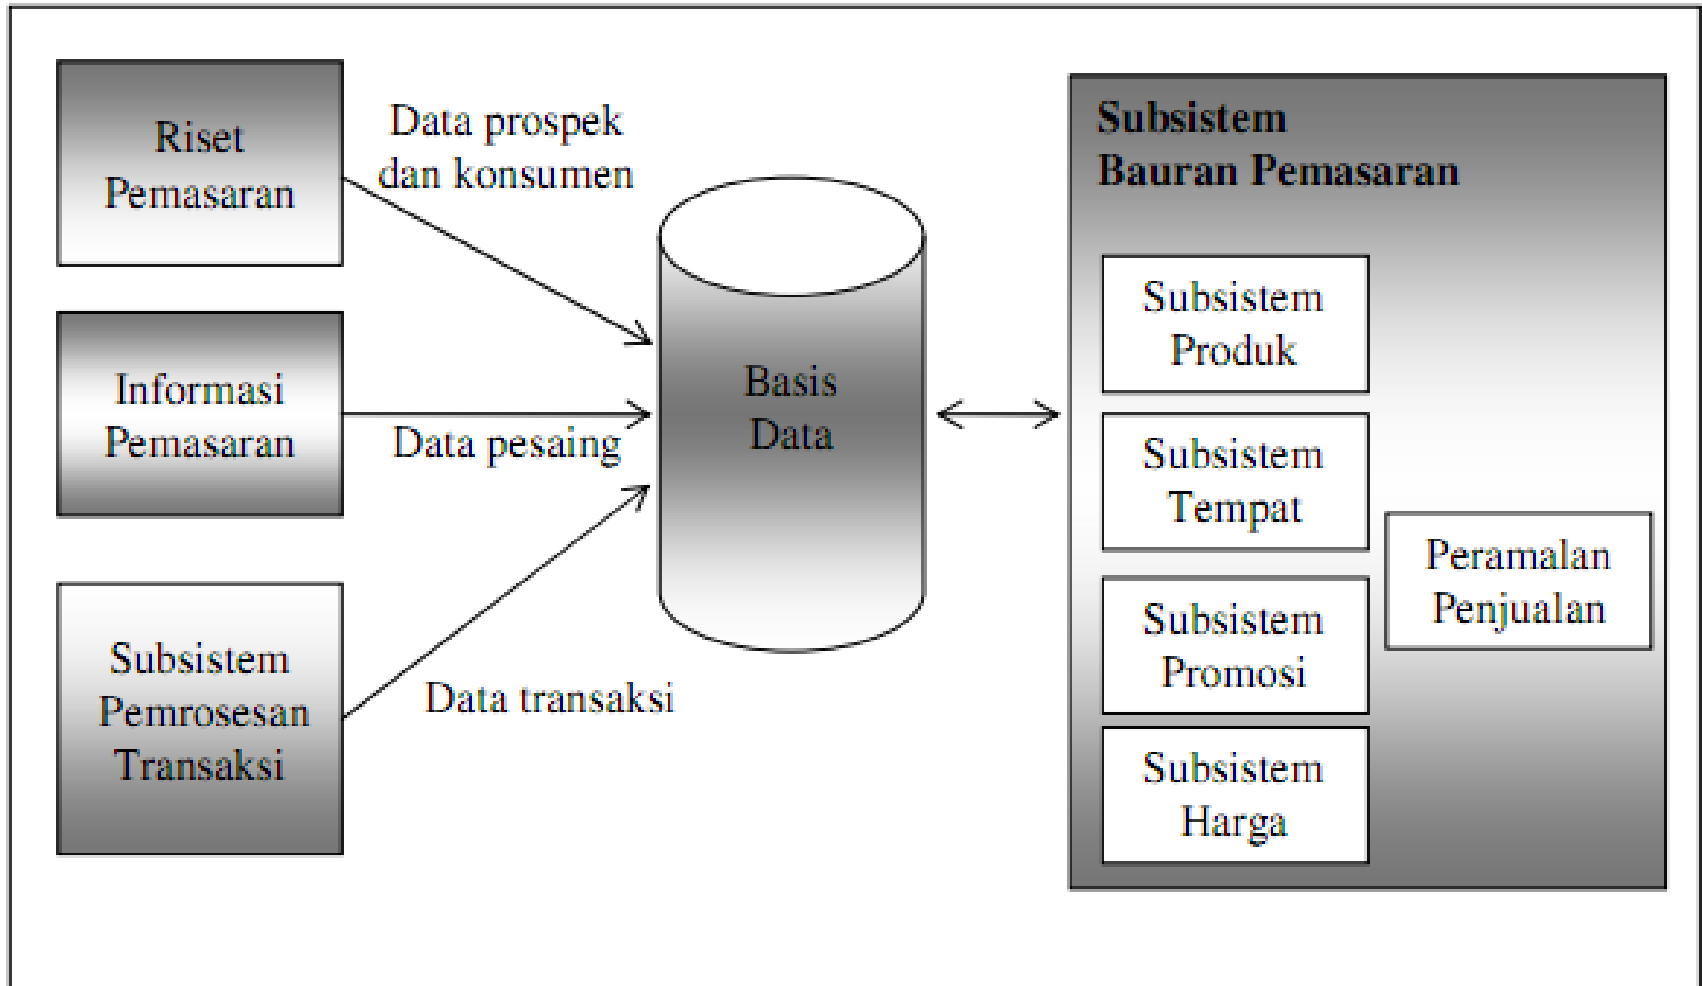 Riset
Pemasaran
Data prospek
dan konsumen
Informasi
Pemasaran
Data pesaing
Subsistem
Pemrosesan
Transaksi
Data transaksi
Basis
Data
Subsistem
Bauran Pemasaran
Subsistem
Produk
Subsistem
Tempat
Subsistem
Promosi
Subsistem
Harga
Peramalan
Penjualan